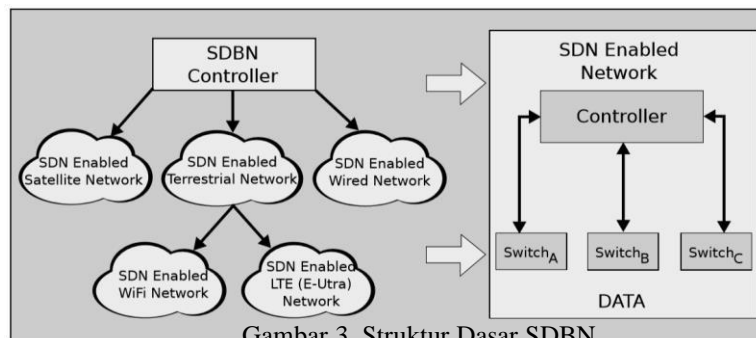 SDBN
Controller
SDN Enabled
Satellite Network
SDN Enabled
Terrestrial Network
SDN Enabled
Wired Network
SDN Enabled
WiFi Network
SDN Enabled
LTE (E-Utra)
Network
SDN Enabled
Network
Controller
SwitchA
SwitchB
SwitchC
DATA
Gambar 3. Struktur Dasar SDBN